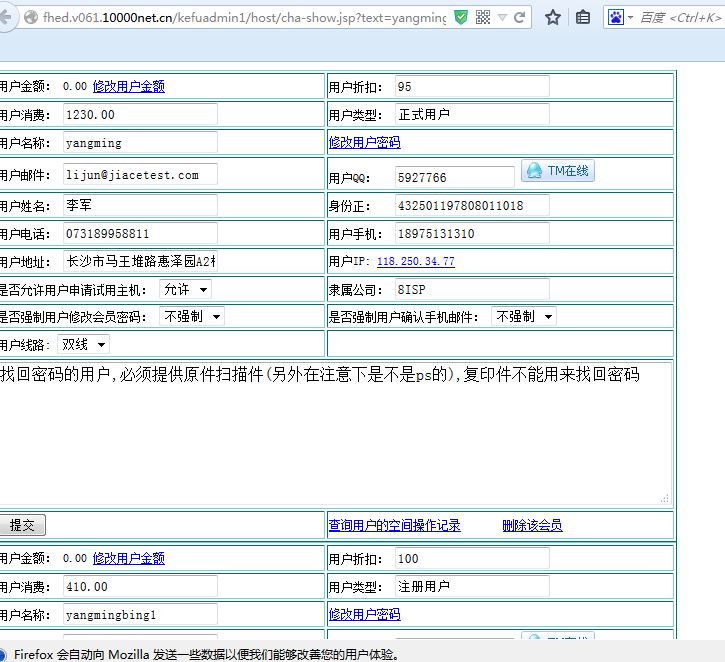 fhed.v061.10000net.cn/kefuadmin1/host/cha-show.jsp?text=yangming
百度 <Ctrl+K>
用户金额： 0.00 修改用户金额 用户折扣： 95
用户消费： 1230.00 用户类型： 正式用户
用户名称： yangming 修改用户密码
用户邮件： lijun@jiacetest.com 用户QQ： 5927766 TM在线
用户姓名： 李军 身份正： 432501197808011018
用户电话： 073189958811 用户手机： 18975131310
用户地址： 长沙市马王堆路惠泽园A2 用户IP: 118.250.34.77
是否允许用户申请试用主机： 允许 隶属公司： 8ISP
是否强制用户修改会员密码： 不强制 是否强制用户确认手机邮件： 不强制
用户线路： 双线
找回密码的用户,必须提供原件扫描件(另外在注意下是不是ps的),复印件不能用来找回密码
提交 查询用户的空间操作记录 删除该会员
用户金额： 0.00 修改用户金额 用户折扣： 100
用户消费： 410.00 用户类型： 注册用户
用户名称： yangmingbing1 修改用户密码
Firefox 会自动向 Mozilla 发送一些数据以便我们能够改善您的用户体验。